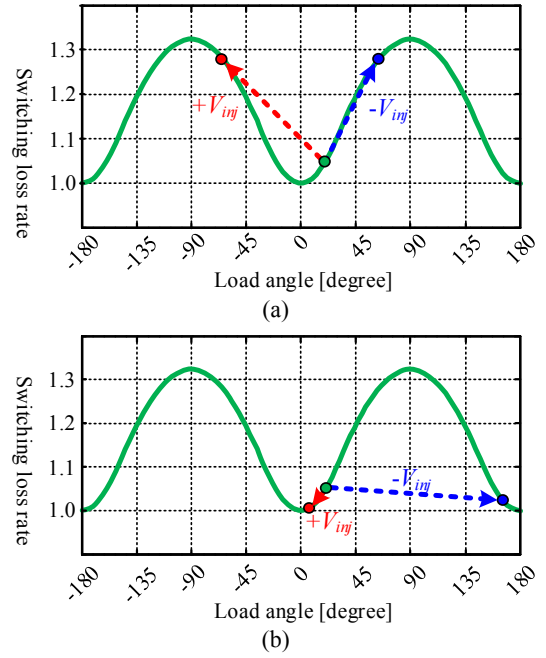 1.3
1.2
1.1
1.0
Switching loss rate
+Vinj
-Vinj
-180
-135
-90
-45
0
45
90
135
180
Load angle [degree]
(a)
1.3
1.2
1.1
1.0
Switching loss rate
-Vinj
+Vinj
-180
-135
-90
-45
0
45
90
135
180
Load angle [degree]
(b)